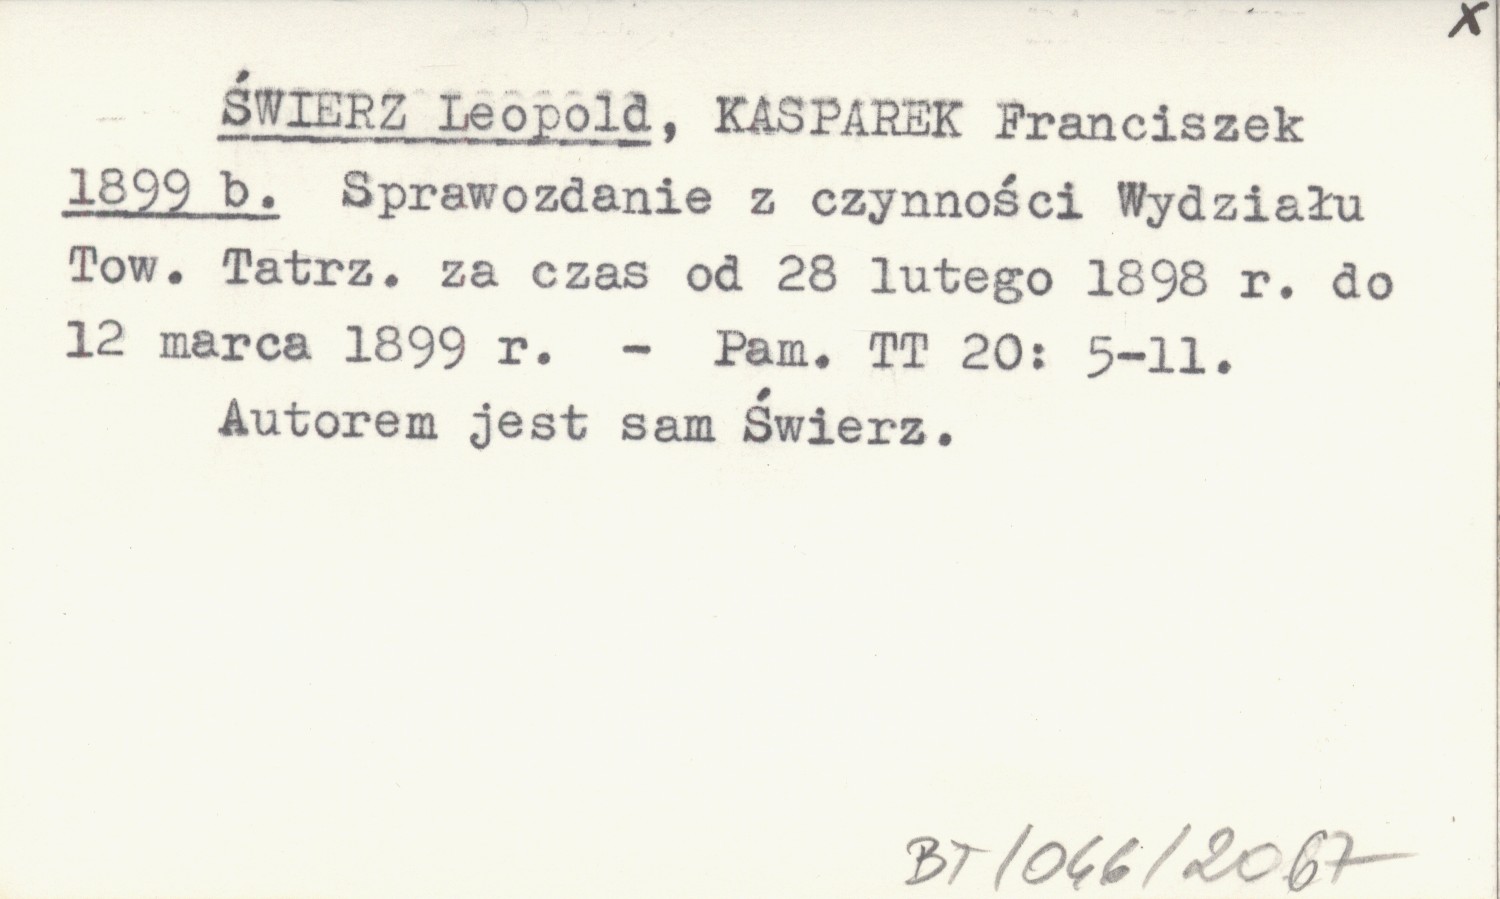 x
ŚWIERZ Leopold, KASPAREK Franciszek
1899 b. Sprawozdanie z czynności Wydziału
Tow. Tatrz. za czas od 28 lutego 1898 r. do
12 marca 1899 r. - Pam. TT 20: 5-11.
Autorem jest sam Świerz.
BT/046/2067